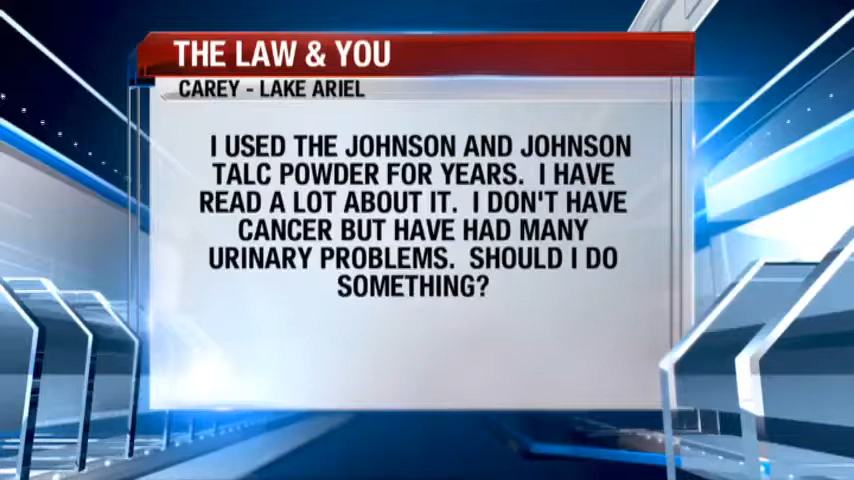 THE LAW & YOU
CAREY - LAKE ARIEL
I USED THE JOHNSON AND JOHNSON
TALC POWDER FOR YEARS. I HAVE
READ A LOT ABOUT IT. I DON'T HAVE
CANCER BUT HAVE HAD MANY
URINARY PROBLEMS. SHOULD I DO
SOMETHING?